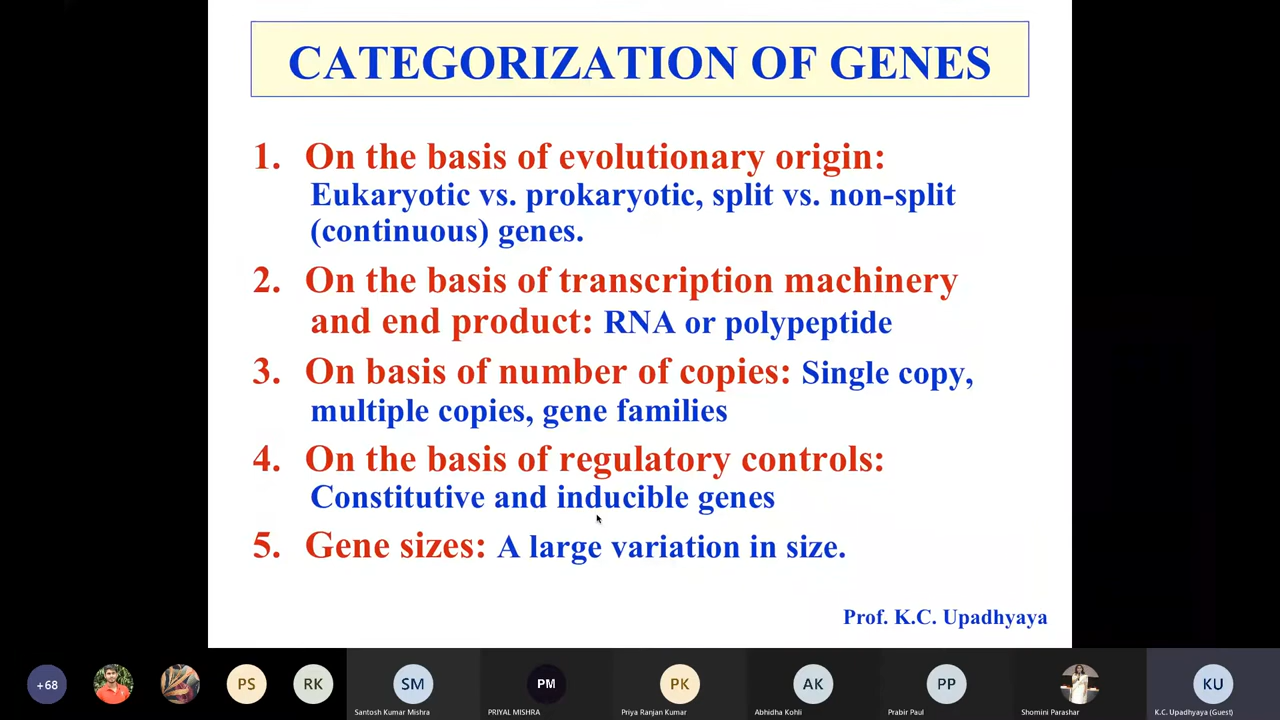 CATEGORIZATION OF GENES
1. On the basis of evolutionary origin:
Eukaryotic vs. prokaryotic, split vs. non-split
(continuous) genes.
2. On the basis of transcription machinery
and end product: RNA or polypeptide
3. On basis of number of copies: Single copy,
multiple copies, gene families
4. On the basis of regulatory controls:
Constitutive and inducible genes
5. Gene sizes: A large variation in size.
Prof. K.C. Upadhyaya
+68 PS RK SM PM PK AK PP KU
Santosh Kumar Mishra PRIYAL MISHRA Priya Ranjan Kumar Abhidha Kohli Prabir Paul Shomini Parashar K.C. Upadhyaya (Guest)